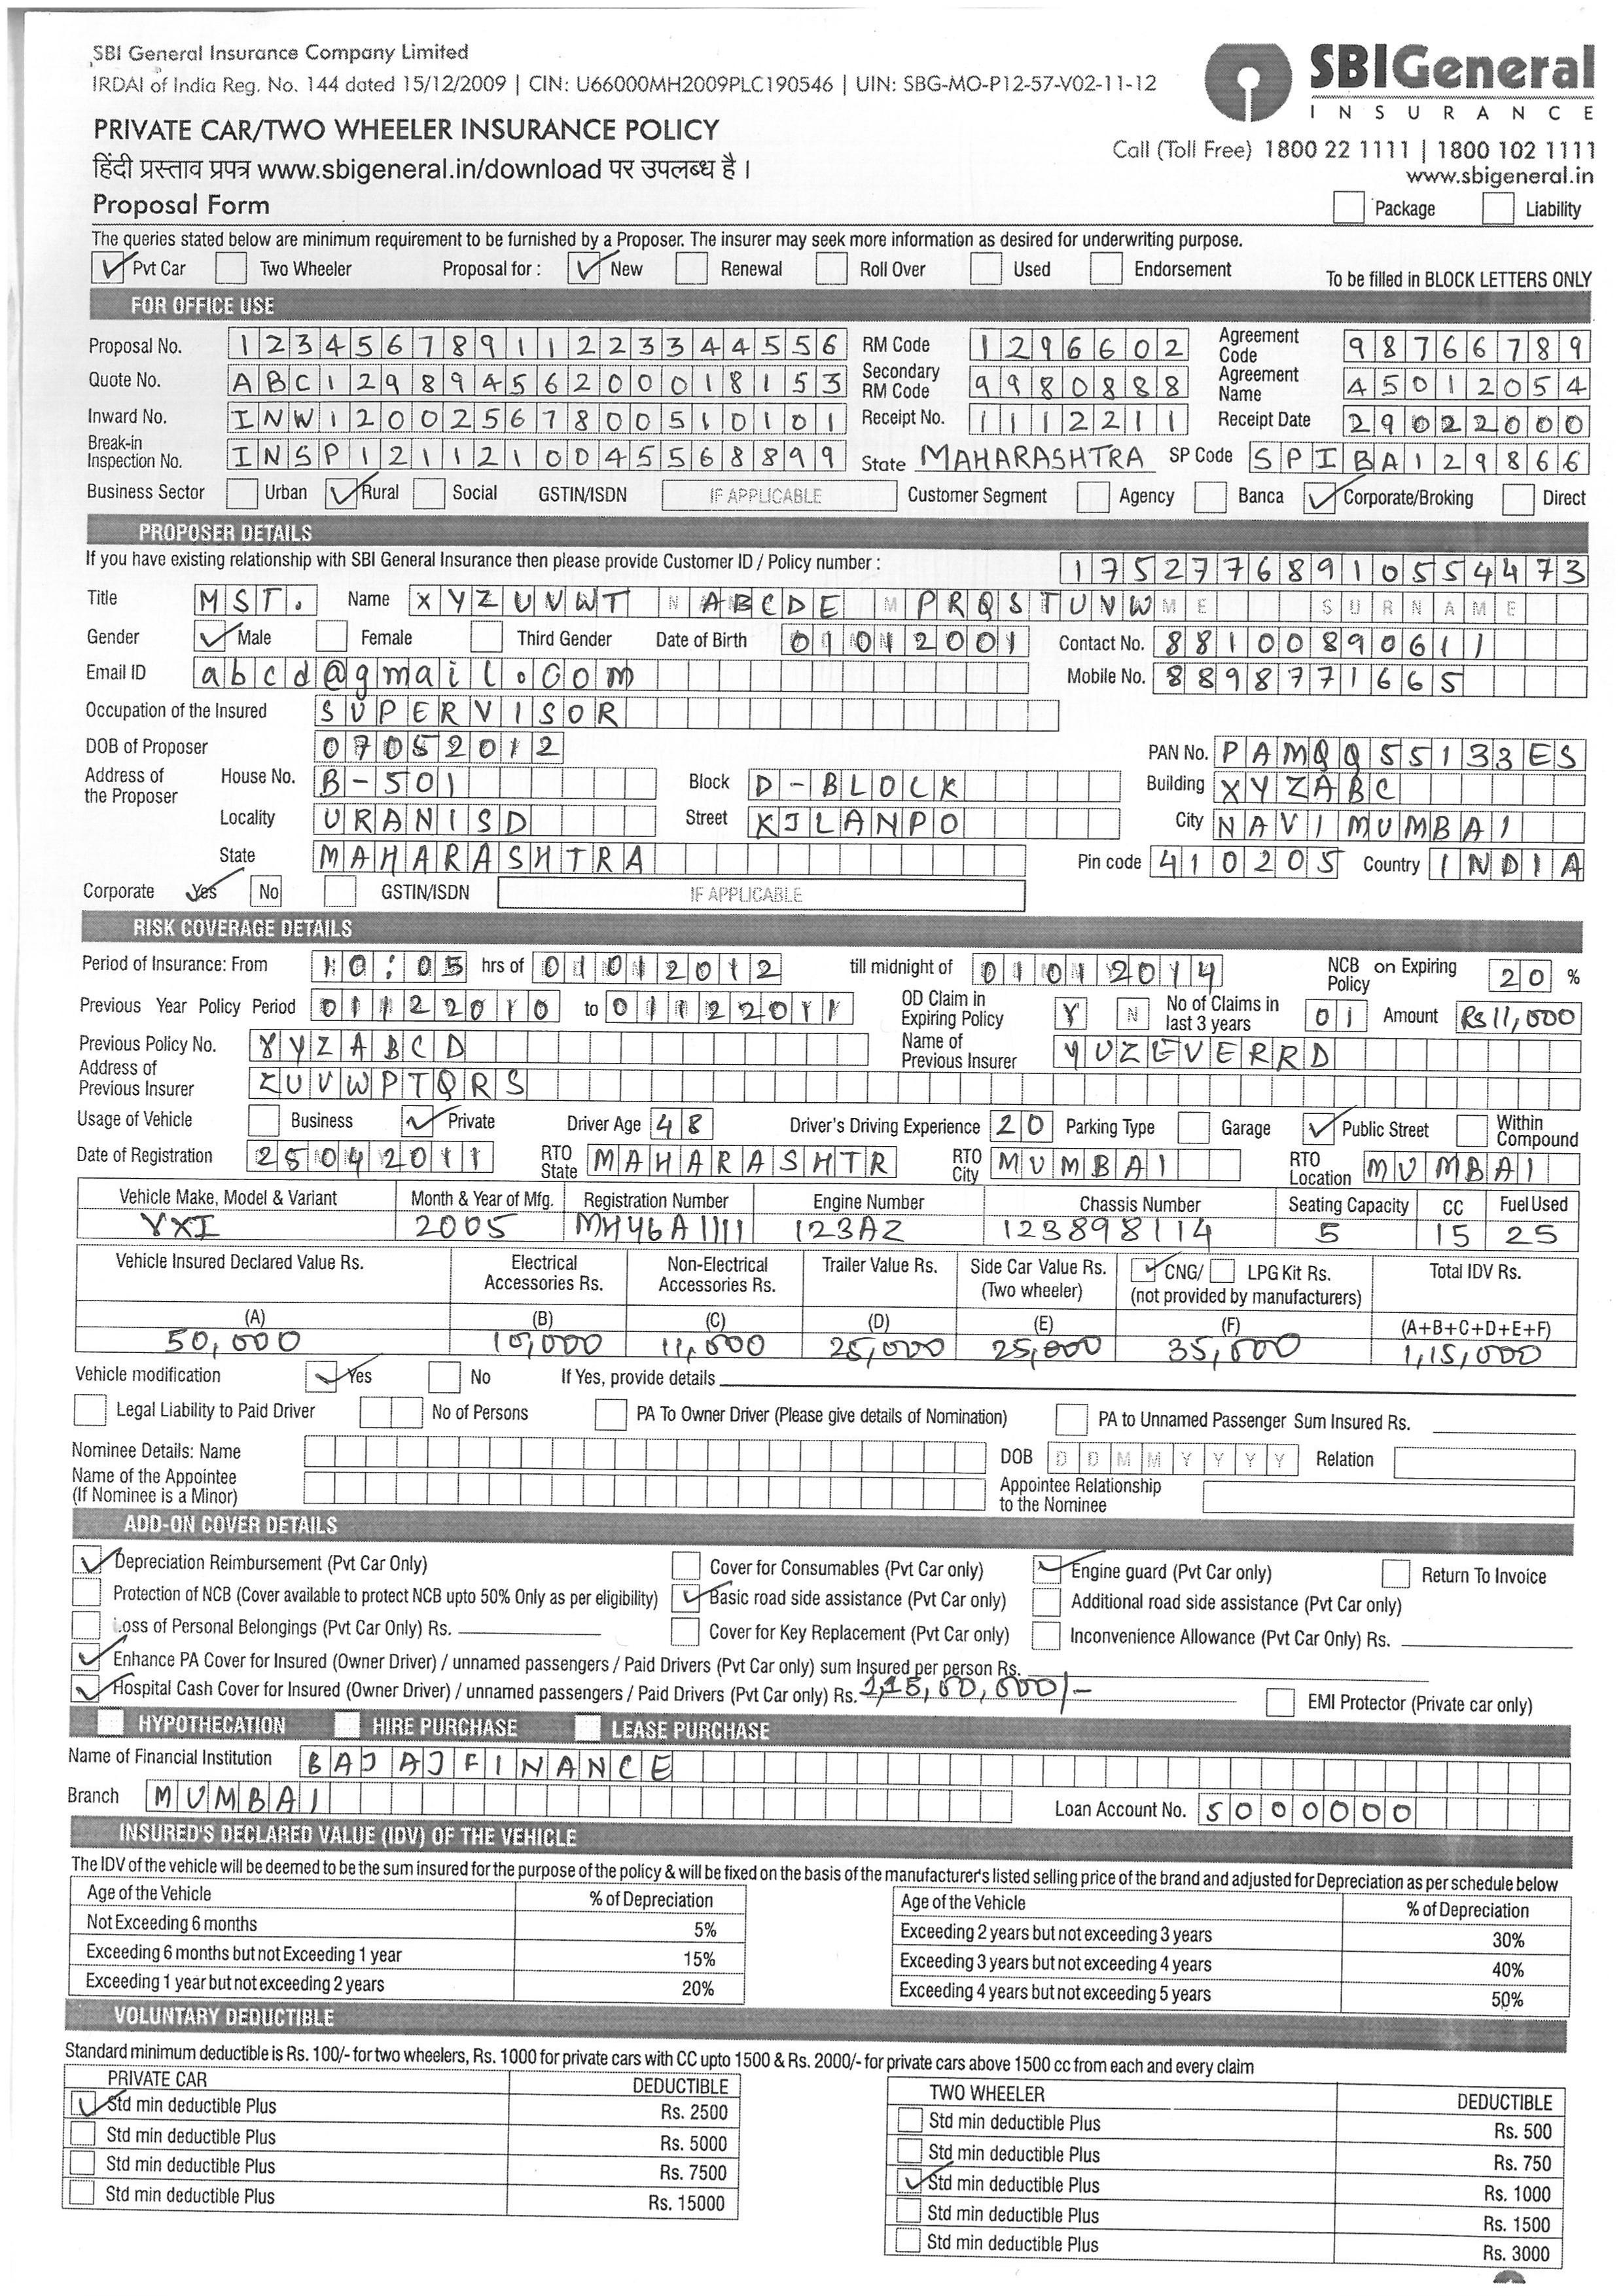 SBI General Insurance Company Limited
IRDAI of India Reg. No. 144 dated 15/12/2009 | CIN: U66000MH2009PLC190546 | UIN: SBG-MO-P12-57-V02-11-12
SBIGeneral
INSURANCE
PRIVATE CAR/TWO WHEELER INSURANCE POLICY
Call (Toll Free) 1800 22 1111 | 1800 102 1111
हिंदी प्रस्ताव प्रपत्र www.sbigeneral.in/download पर उपलब्ध है।
www.sbigeneral.in
Proposal Form Package Liability
The queries stated below are minimum requirement to be furnished by a Proposer. The insurer may seek more information as desired for underwriting purpose.
Pvt Car Two Wheeler Proposal for : New Renewal Roll Over Used Endorsement To be filled in BLOCK LETTERS ONLY
FOR OFFICE USE
Proposal No. 12345678911223344556 RM Code 1296602 Agreement Code 98766789
Quote No. ABC12989456200018153 Secondary RM Code 9980888 Agreement Name 45012054
Inward No. INW12002567800510101 Receipt No. 1112211 Receipt Date 29022000
Break-in Inspection No. INSP1211210045568899 State MAHARASHTRA SP Code SPIBA129866
Business Sector Urban Rural Social GSTIN/ISDN IF APPLICABLE Customer Segment Agency Banca Corporate/Broking Direct
PROPOSER DETAILS
If you have existing relationship with SBI General Insurance then please provide Customer ID / Policy number : 17527768910554473
Title MST. Name XYZUVWT ABCDE PRQSTUVW ME SURNAME
Gender Male Female Third Gender Date of Birth 01012001 Contact No. 88100890611
Email ID abcd@gmail.com Mobile No. 8898771665
Occupation of the Insured SUPERVISOR
DOB of Proposer 07052012 PAN No. PAMQQ55133ES
Address of the Proposer House No. B-501 Block D-BLOCK Building XYZABC
Locality URANISD Street KJLANPO City NAVI MUMBAI
State MAHARASHTRA Pin code 410205 Country INDIA
Corporate Yes No GSTIN/ISDN IF APPLICABLE
RISK COVERAGE DETAILS
Period of Insurance: From 10:05 hrs of 01012012 till midnight of 01012014 NCB on Expiring Policy 20 %
Previous Year Policy Period 01122010 to 01122011 OD Claim in Expiring Policy Y N No of Claims in last 3 years 01 Amount Rs 11,000
Previous Policy No. XYZABCD Name of Previous Insurer YUZEVERRD
Address of Previous Insurer ZUVWPTQRS
Usage of Vehicle Business Private Driver Age 48 Driver's Driving Experience 20 Parking Type Garage Public Street Within Compound
Date of Registration 25042011 RTO State MAHARASHTR RTO City MUMBAI RTO Location MUMBAI
Vehicle Make, Model & Variant Month & Year of Mfg. Registration Number Engine Number Chassis Number Seating Capacity CC Fuel Used
VXI 2005 MH46A1111 123AZ 123898114 5 15 25
Vehicle Insured Declared Value Rs. Electrical Accessories Rs. Non-Electrical Accessories Rs. Trailer Value Rs. Side Car Value Rs. (Two wheeler) CNG/ LPG Kit Rs. (not provided by manufacturers) Total IDV Rs.
(A) (B) (C) (D) (E) (F) (A+B+C+D+E+F)
50,000 10,000 11,000 25,000 25,000 35,000 1,15,000
Vehicle modification Yes No If Yes, provide details
Legal Liability to Paid Driver No of Persons PA To Owner Driver (Please give details of Nomination) PA to Unnamed Passenger Sum Insured Rs.
Nominee Details: Name DOB DDMMYYYY Relation
Name of the Appointee (If Nominee is a Minor) Appointee Relationship to the Nominee
ADD-ON COVER DETAILS
Depreciation Reimbursement (Pvt Car Only) Cover for Consumables (Pvt Car only) Engine guard (Pvt Car only) Return To Invoice
Protection of NCB (Cover available to protect NCB upto 50% Only as per eligibility) Basic road side assistance (Pvt Car only) Additional road side assistance (Pvt Car only)
Loss of Personal Belongings (Pvt Car Only) Rs. Cover for Key Replacement (Pvt Car only) Inconvenience Allowance (Pvt Car Only) Rs.
Enhance PA Cover for Insured (Owner Driver) / unnamed passengers / Paid Drivers (Pvt Car only) sum Insured per person Rs.
Hospital Cash Cover for Insured (Owner Driver) / unnamed passengers / Paid Drivers (Pvt Car only) Rs. EMI Protector (Private car only)
HYPOTHECATION HIRE PURCHASE LEASE PURCHASE
Name of Financial Institution BAJAJFINANCE
Branch MUMBAI Loan Account No. 5000000
INSURED'S DECLARED VALUE (IDV) OF THE VEHICLE
The IDV of the vehicle will be deemed to be the sum insured for the purpose of the policy & will be fixed on the basis of the manufacturer's listed selling price of the brand and adjusted for Depreciation as per schedule below
Age of the Vehicle % of Depreciation Age of the Vehicle % of Depreciation
Not Exceeding 6 months 5% Exceeding 2 years but not exceeding 3 years 30%
Exceeding 6 months but not Exceeding 1 year 15% Exceeding 3 years but not exceeding 4 years 40%
Exceeding 1 year but not exceeding 2 years 20% Exceeding 4 years but not exceeding 5 years 50%
VOLUNTARY DEDUCTIBLE
Standard minimum deductible is Rs. 100/- for two wheelers, Rs. 1000 for private cars with CC upto 1500 & Rs. 2000/- for private cars above 1500 cc from each and every claim
PRIVATE CAR DEDUCTIBLE TWO WHEELER DEDUCTIBLE
Std min deductible Plus Rs. 2500 Std min deductible Plus Rs. 500
Std min deductible Plus Rs. 5000 Std min deductible Plus Rs. 750
Std min deductible Plus Rs. 7500 Std min deductible Plus Rs. 1000
Std min deductible Plus Rs. 15000 Std min deductible Plus Rs. 1500
Std min deductible Plus Rs. 3000